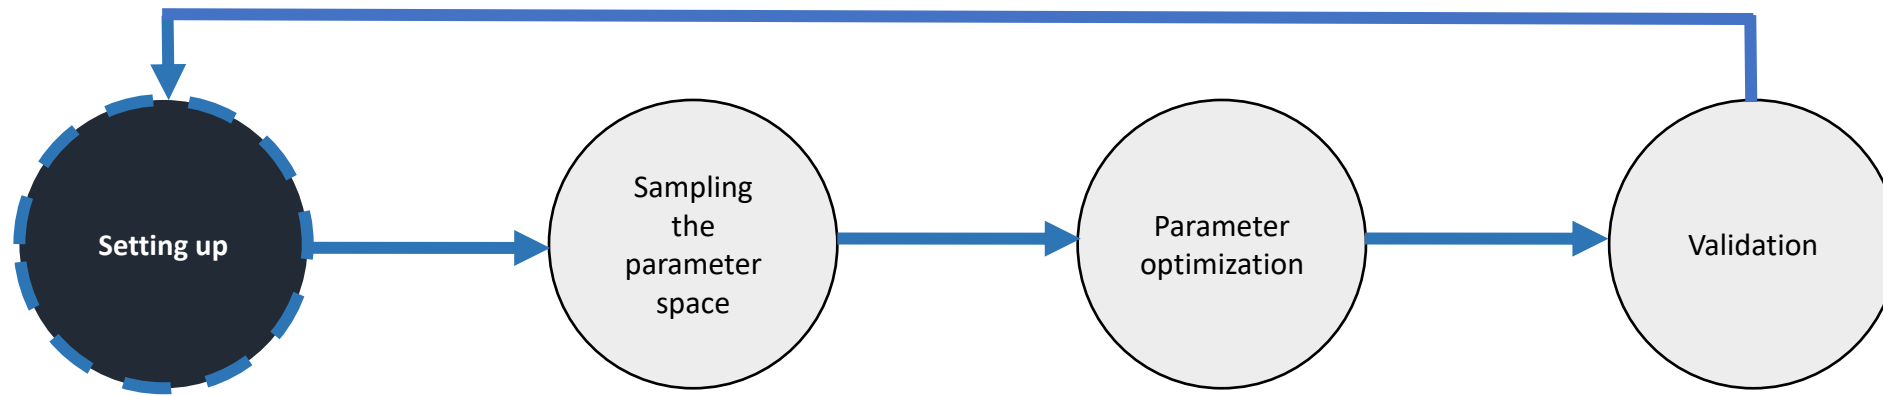 Setting up
Sampling
the
parameter
space
Parameter
optimization
Validation